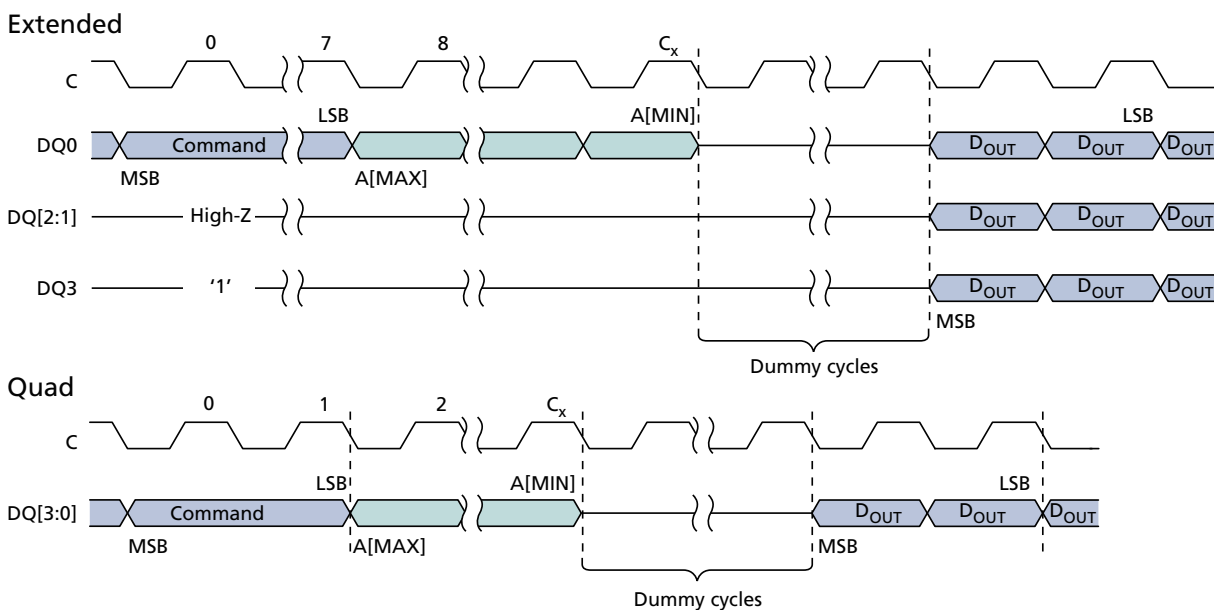 Extended
0 7 8 Cx
C
LSB A[MIN] LSB
DQ0 Command DOUT DOUT DOUT
MSB A[MAX]
DQ[2:1] High-Z DOUT DOUT DOUT
DQ3 '1' DOUT DOUT DOUT
MSB
Dummy cycles
Quad
0 1 2 Cx
C
LSB A[MIN] LSB
DQ[3:0] Command DOUT DOUT DOUT
MSB A[MAX] MSB
Dummy cycles